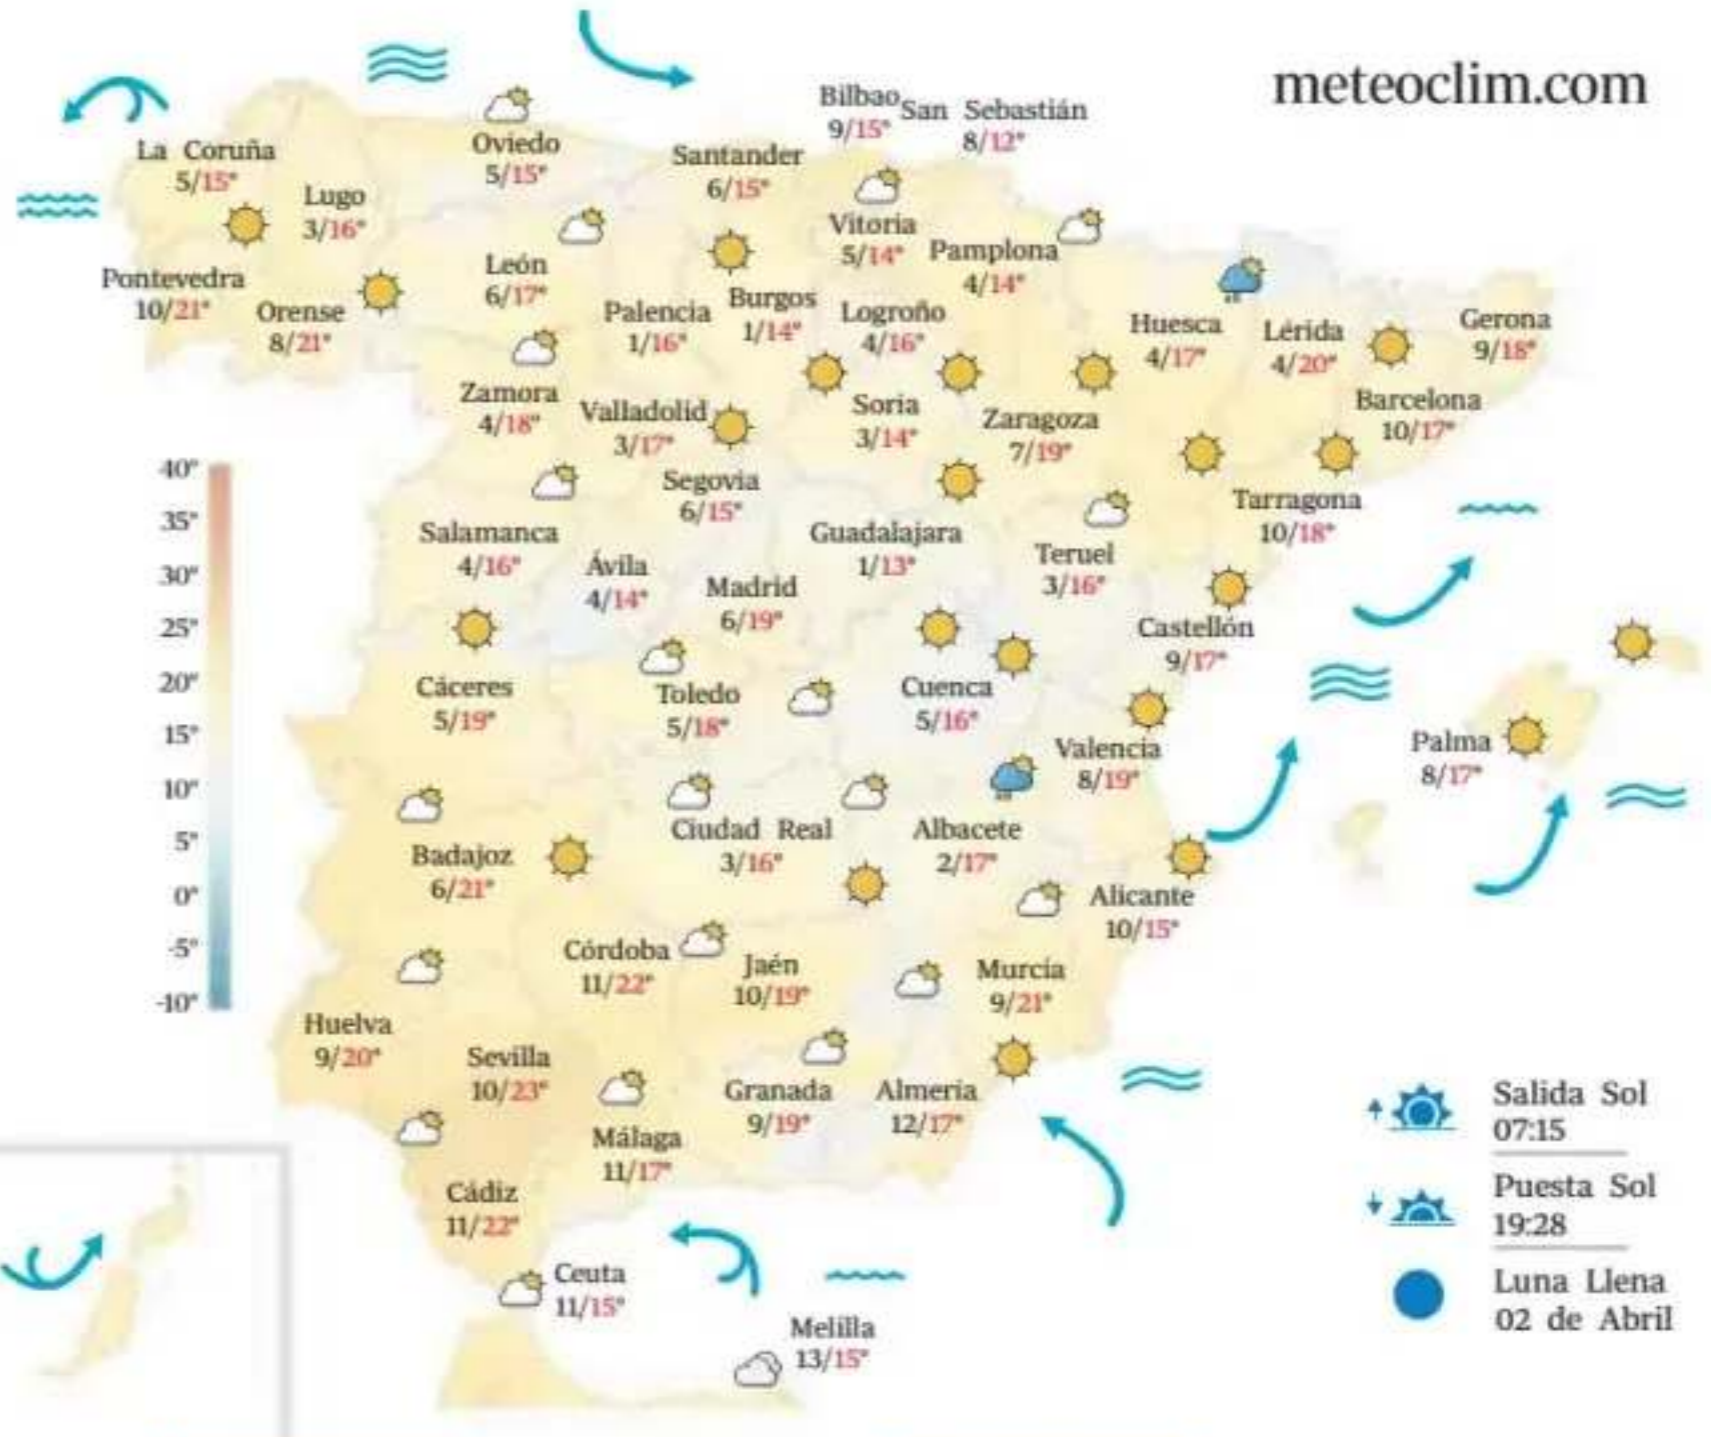 meteoclim.com
La Coruña
5/15°
Lugo
3/16°
Oviedo
5/15°
Santander
6/15°
Bilbao
9/15°
San Sebastián
8/12°
Vitoria
5/14°
Pamplona
4/14°
Pontevedra
10/21°
Orense
8/21°
León
6/17°
Palencia
1/16°
Burgos
1/14°
Logroño
4/16°
Huesca
4/17°
Lérida
4/20°
Gerona
9/18°
Zamora
4/18°
Valladolid
3/17°
Soria
3/14°
Zaragoza
7/19°
Barcelona
10/17°
Segovia
6/15°
Tarragona
10/18°
Salamanca
4/16°
Ávila
4/14°
Madrid
6/19°
Guadalajara
1/13°
Teruel
3/16°
Castellón
9/17°
Cáceres
5/19°
Toledo
5/18°
Cuenca
5/16°
Valencia
8/19°
Palma
8/17°
Badajoz
6/21°
Ciudad Real
3/16°
Albacete
2/17°
Alicante
10/15°
Córdoba
11/22°
Jaén
10/19°
Murcia
9/21°
Huelva
9/20°
Sevilla
10/23°
Granada
9/19°
Almería
12/17°
Málaga
11/17°
Cádiz
11/22°
Ceuta
11/15°
Melilla
13/15°
40°
35°
30°
25°
20°
15°
10°
5°
0°
-5°
-10°
Salida Sol
07:15
Puesta Sol
19:28
Luna Llena
02 de Abril